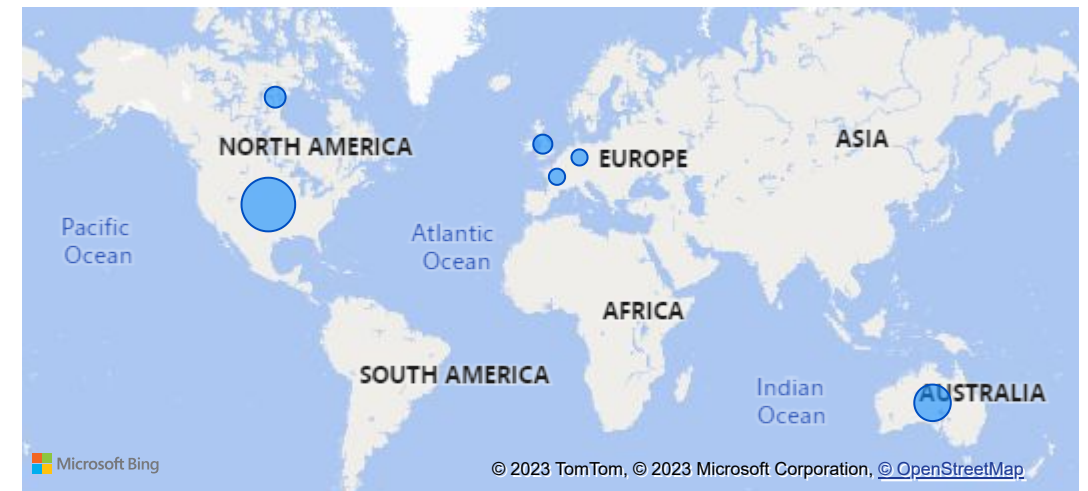 NORTH AMERICA
EUROPE
ASIA
Pacific
Ocean
Atlantic
Ocean
AFRICA
SOUTH AMERICA
Indian
Ocean
AUSTRALIA
Microsoft Bing
© 2023 TomTom, © 2023 Microsoft Corporation, © OpenStreetMap